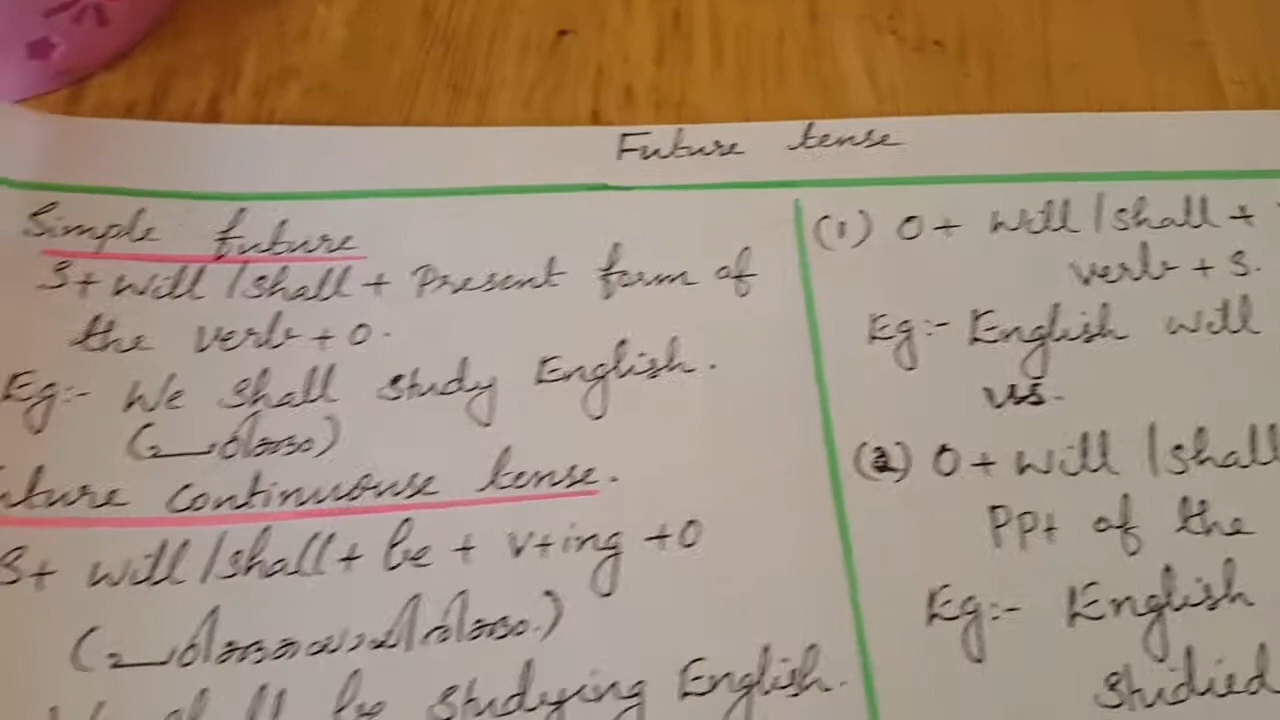 Future tense
Simple future
S+ will /shall + Present form of
the verb + O.
Eg:- We shall study English.
(പഠിക്കാം)
Future continuouse tense.
S+ will /shall + be + v+ing +O
We shall be studying English.
(1) O+ will /shall +
verb + S.
Eg:- English will
us.
(2) O+ will /shall
PPt of the
Eg:- English
studied